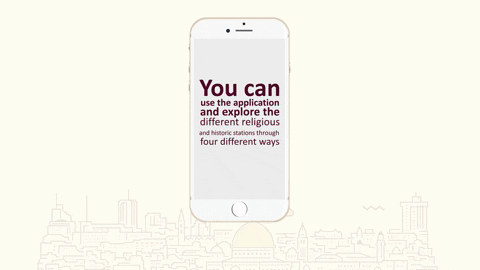 You can
use the application
and explore the
different religious
and historic stations through
four different ways